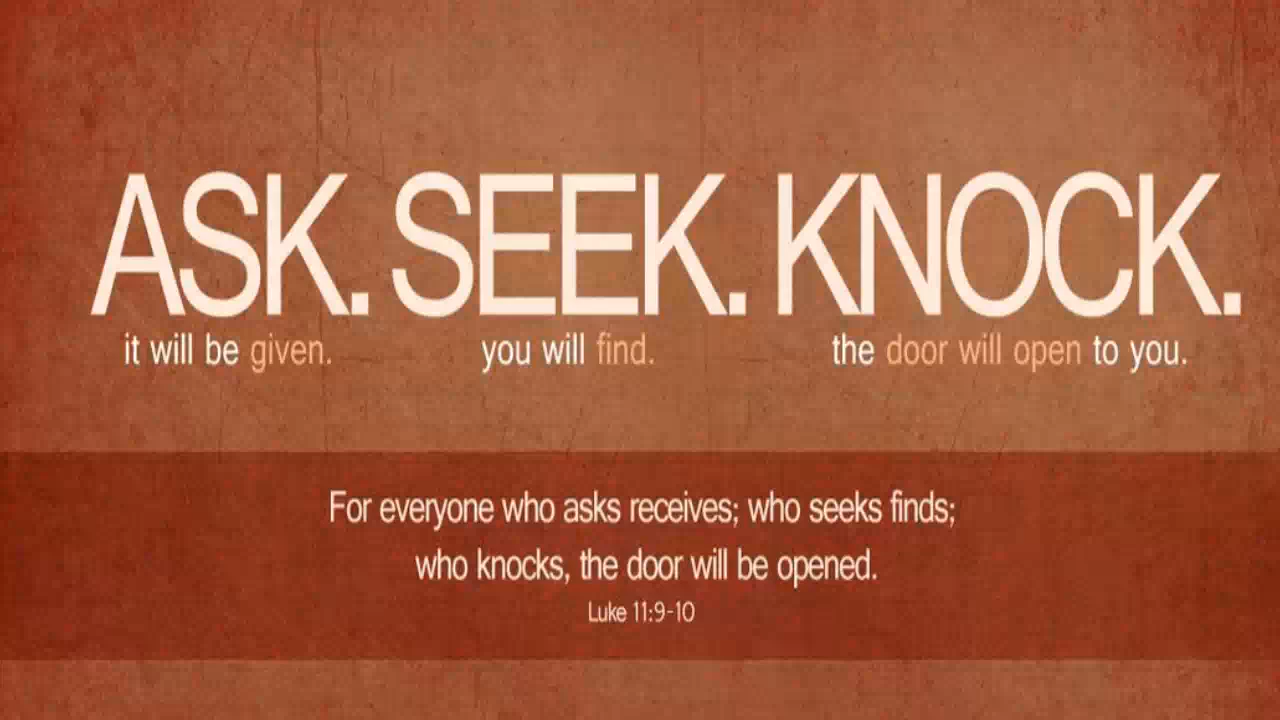 ASK. SEEK. KNOCK.
it will be given. you will find. the door will open to you.
For everyone who asks receives; who seeks finds;
who knocks, the door will be opened.
Luke 11:9-10